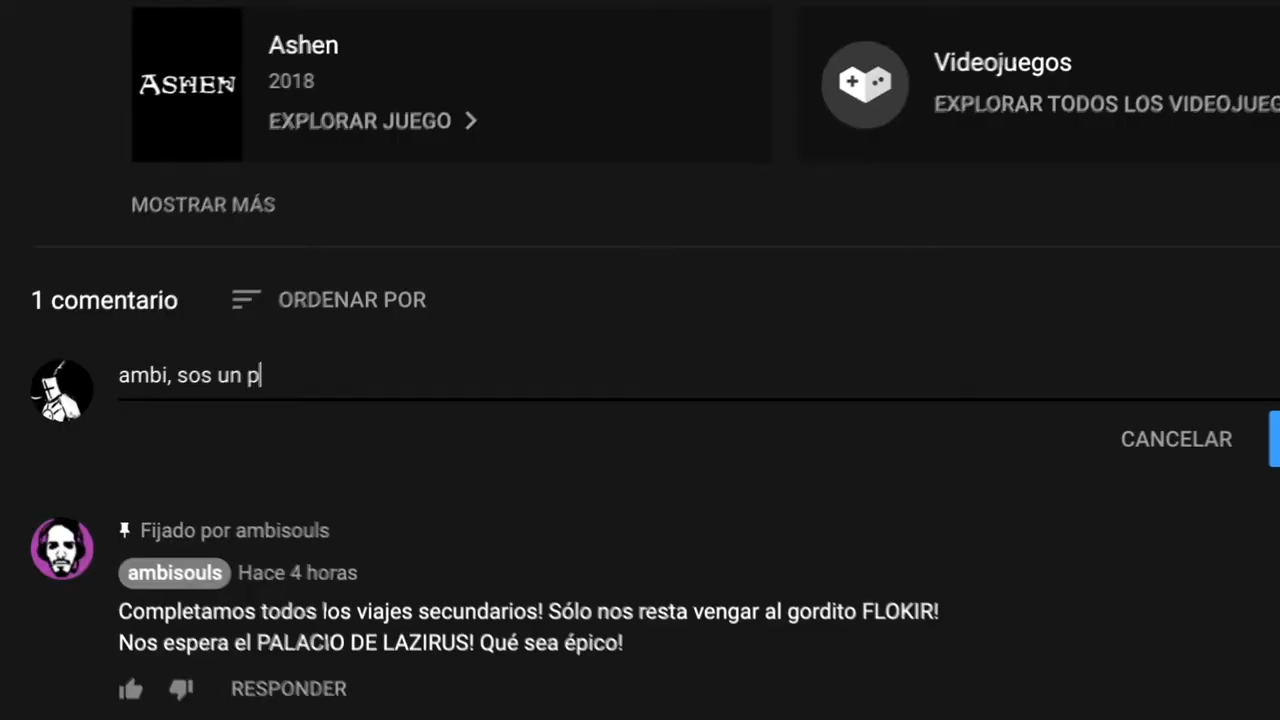 Ashen
ASHEN
2018
EXPLORAR JUEGO
Videojuegos
EXPLORAR TODOS LOS VIDEOJUEG
MOSTRAR MÁS
1 comentario
ORDENAR POR
ambi, sos un p
CANCELAR
Fijado por ambisouls
ambisouls Hace 4 horas
Completamos todos los viajes secundarios! Sólo nos resta vengar al gordito FLOKIR!
Nos espera el PALACIO DE LAZIRUS! Qué sea épico!
RESPONDER